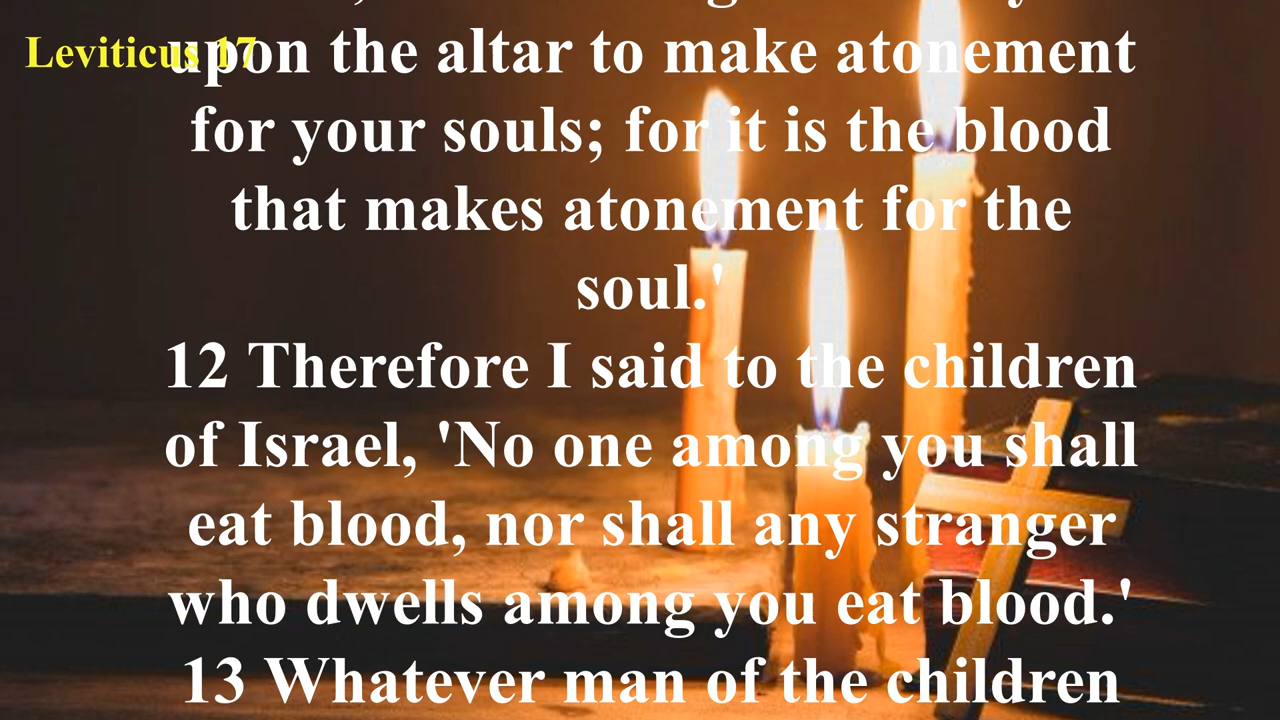 Leviticus 17
upon the altar to make atonement
for your souls; for it is the blood
that makes atonement for the
soul.'
12 Therefore I said to the children
of Israel, 'No one among you shall
eat blood, nor shall any stranger
who dwells among you eat blood.'
13 Whatever man of the children